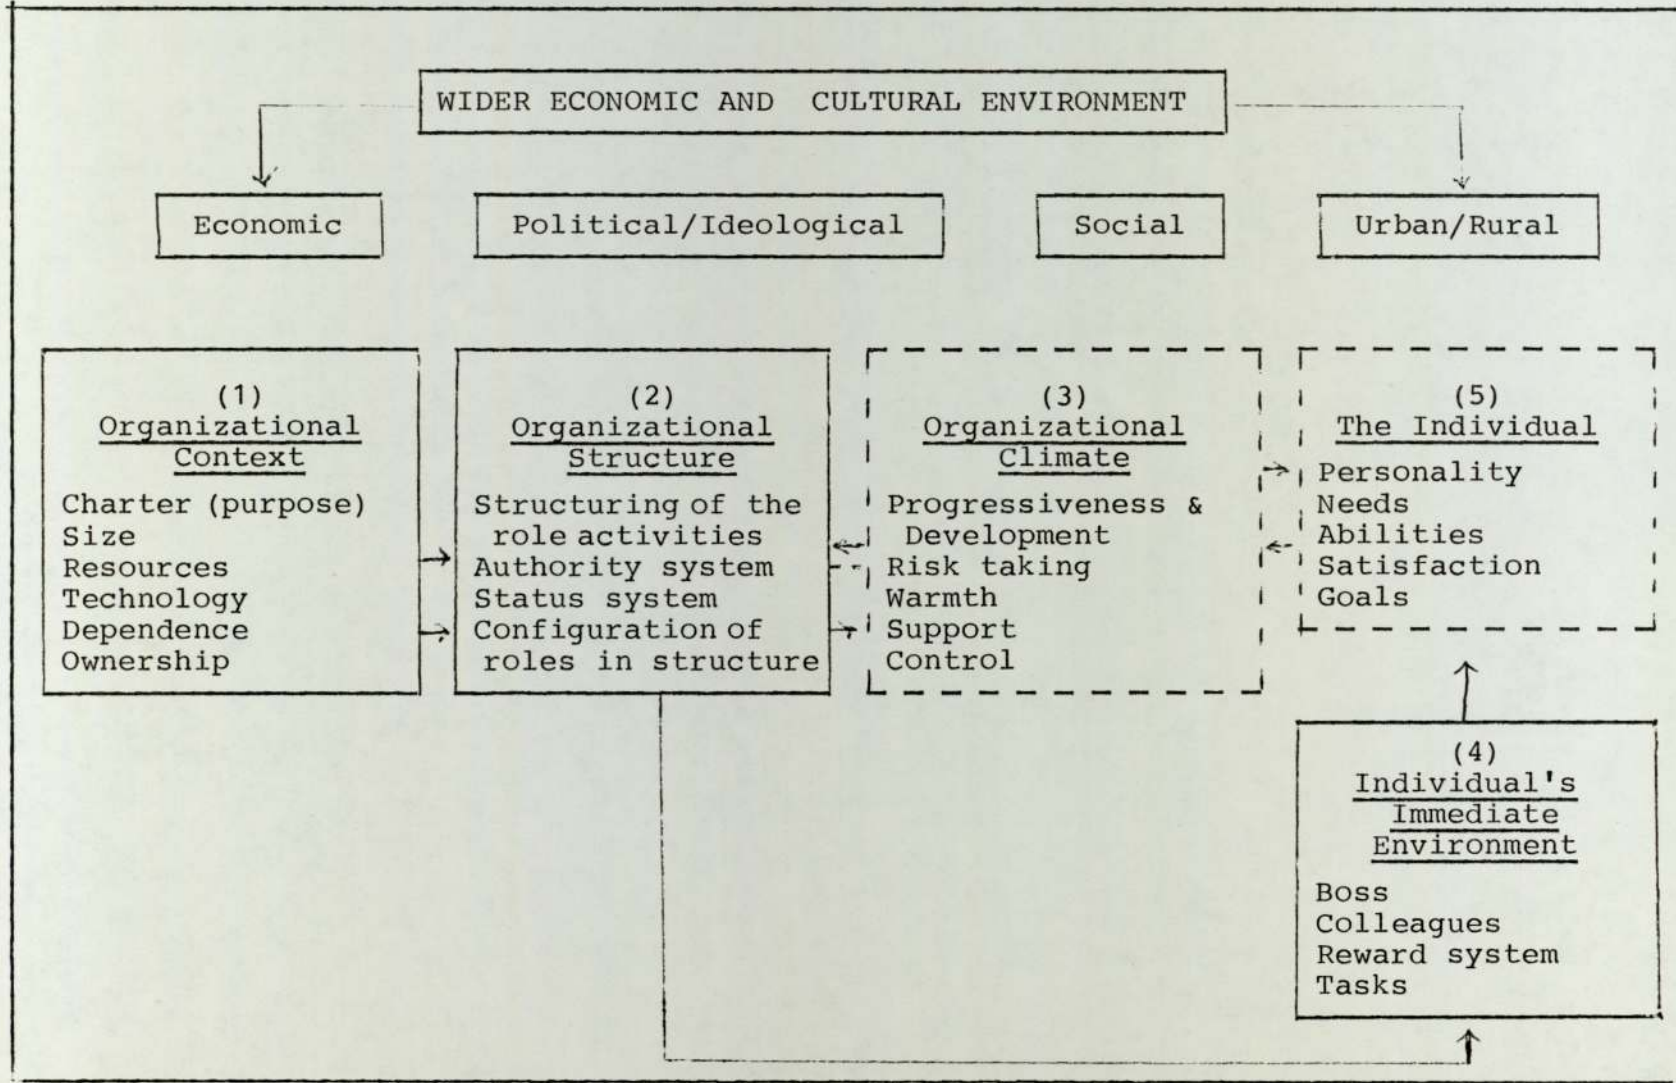 WIDER ECONOMIC AND CULTURAL ENVIRONMENT
Economic
Political/Ideological
Social
Urban/Rural
(1)
Organizational
Context
Charter (purpose)
Size
Resources
Technology
Dependence
Ownership
(2)
Organizational
Structure
Structuring of the
role activities
Authority system
Status system
Configuration of
roles in structure
(3)
Organizational
Climate
Progressiveness &
Development
Risk taking
Warmth
Support
Control
(5)
The Individual
Personality
Needs
Abilities
Satisfaction
Goals
(4)
Individual's
Immediate
Environment
Boss
Colleagues
Reward system
Tasks